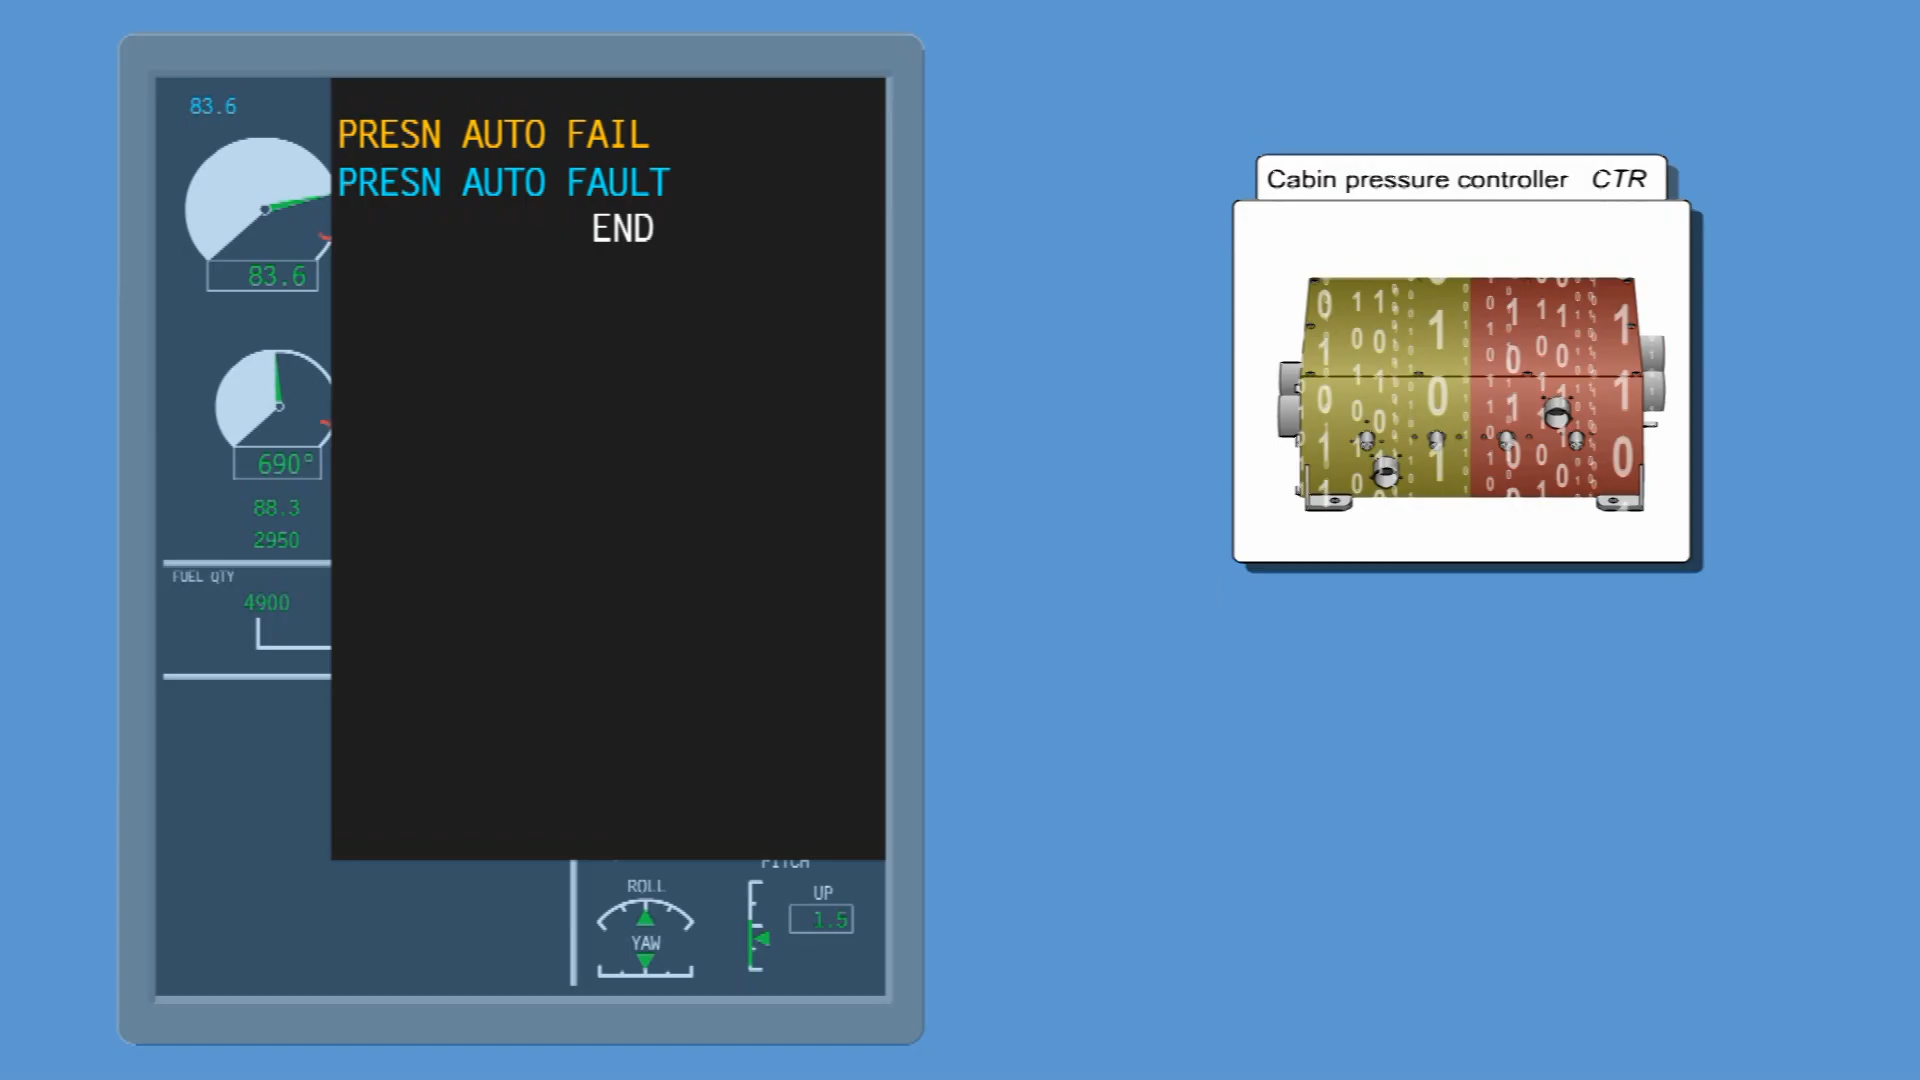 83.6
PRESN AUTO FAIL
PRESN AUTO FAULT
END
83.6
690°
88.3
2950
FUEL QTY
4900
PITCH
ROLL
UP
1.5
YAW
Cabin pressure controller CTR